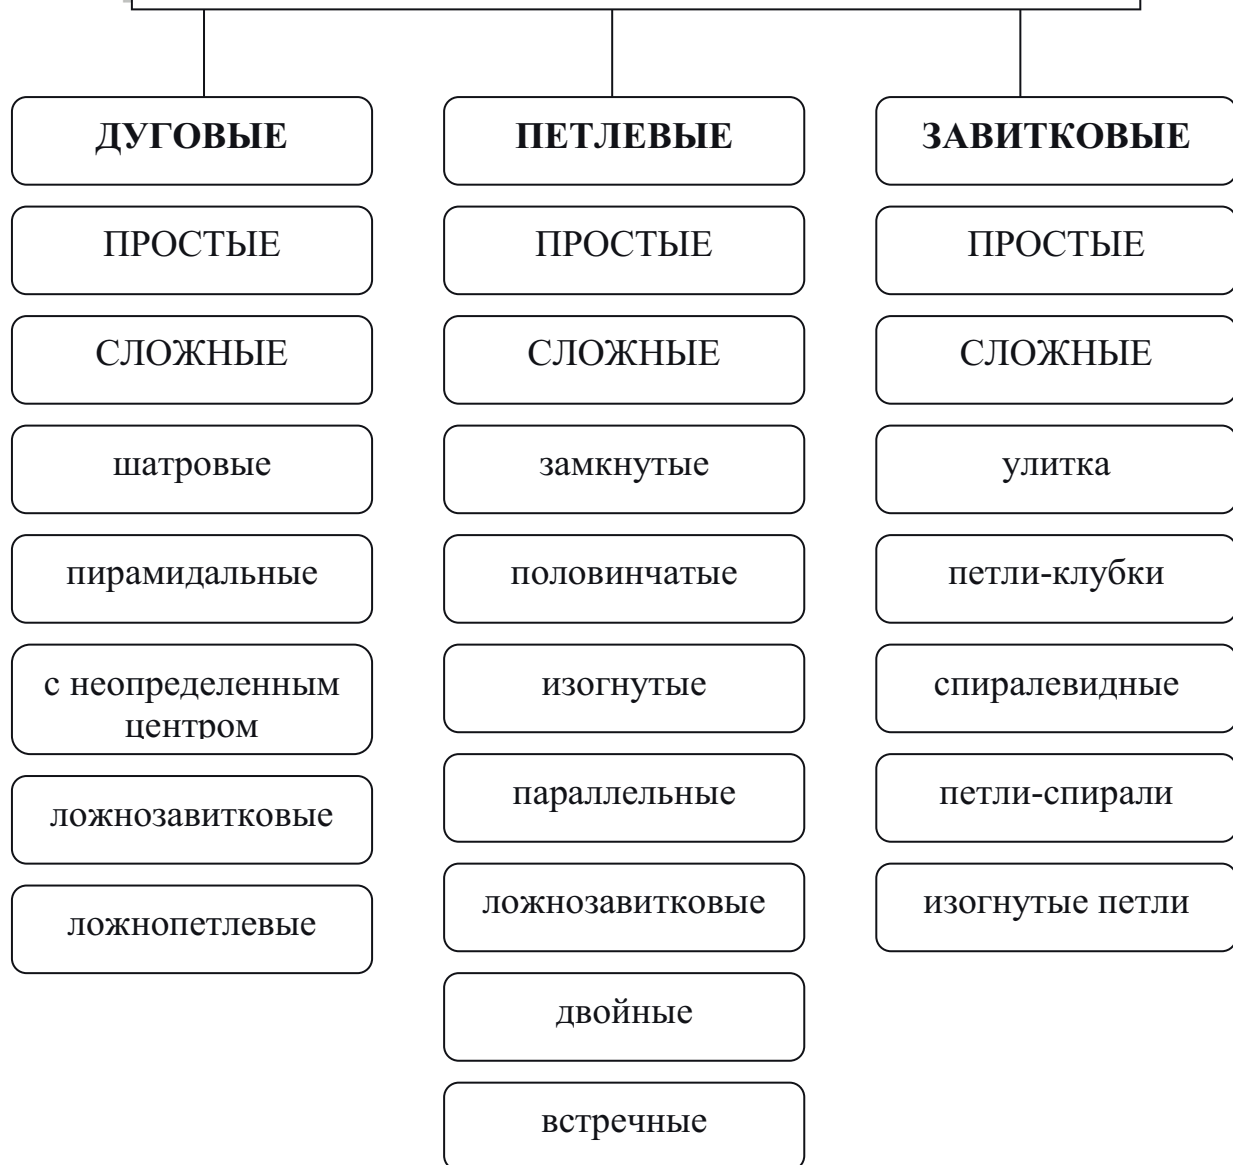 ДУГОВЫЕ
ПРОСТЫЕ
СЛОЖНЫЕ
шатровые
пирамидальные
с неопределенным
центром
ложнозавитковые
ложнопетлевые
ПЕТЛЕВЫЕ
ПРОСТЫЕ
СЛОЖНЫЕ
замкнутые
половинчатые
изогнутые
параллельные
ложнозавитковые
двойные
встречные
ЗАВИТКОВЫЕ
ПРОСТЫЕ
СЛОЖНЫЕ
улитка
петли-клубки
спиралевидные
петли-спирали
изогнутые петли